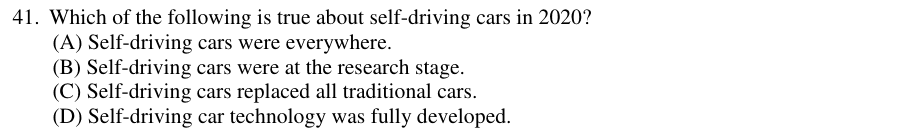 41. Which of the following is true about self-driving cars in 2020?
(A) Self-driving cars were everywhere.
(B) Self-driving cars were at the research stage.
(C) Self-driving cars replaced all traditional cars.
(D) Self-driving car technology was fully developed.